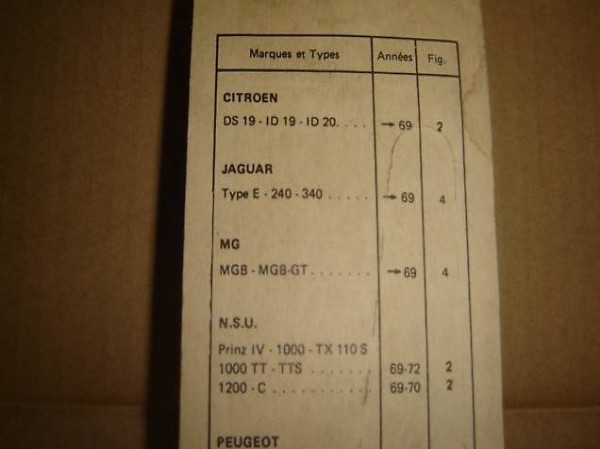 Marques et Types Années Fig.
CITROEN
DS 19 - ID 19 - ID 20. . . . → 69 2
JAGUAR
Type E - 240 - 340 . . . . . → 69 4
MG
MGB - MGB-GT. . . . . . . → 69 4
N.S.U.
Prinz IV - 1000 - TX 110 S
1000 TT - TTS . . . . . . . 69-72 2
1200 - C . . . . . . . . . . 69-70 2
PEUGEOT